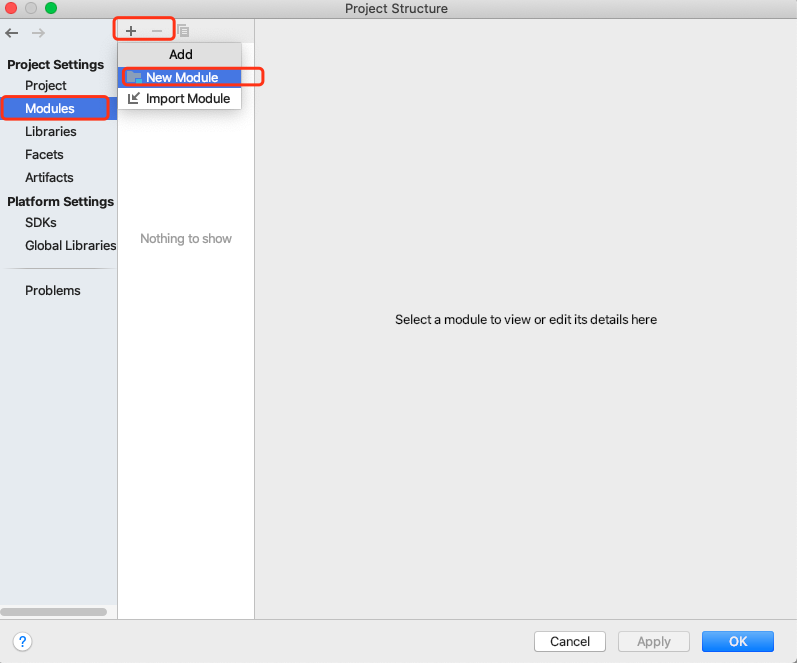 Project Structure
Add
New Module
Import Module
Project Settings
Project
Modules
Libraries
Facets
Artifacts
Platform Settings
SDKs
Global Libraries
Problems
Nothing to show
Select a module to view or edit its details here
?
Cancel
Apply
OK